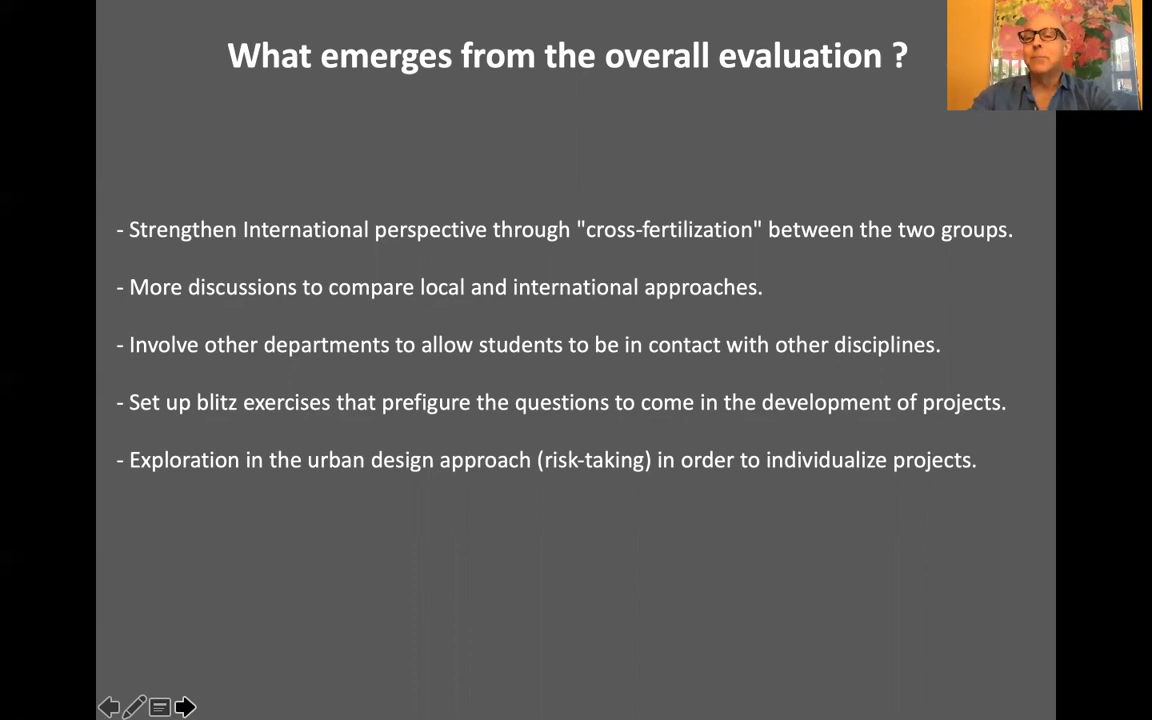 What emerges from the overall evaluation ?
- Strengthen International perspective through "cross-fertilization" between the two groups.
- More discussions to compare local and international approaches.
- Involve other departments to allow students to be in contact with other disciplines.
- Set up blitz exercises that prefigure the questions to come in the development of projects.
- Exploration in the urban design approach (risk-taking) in order to individualize projects.